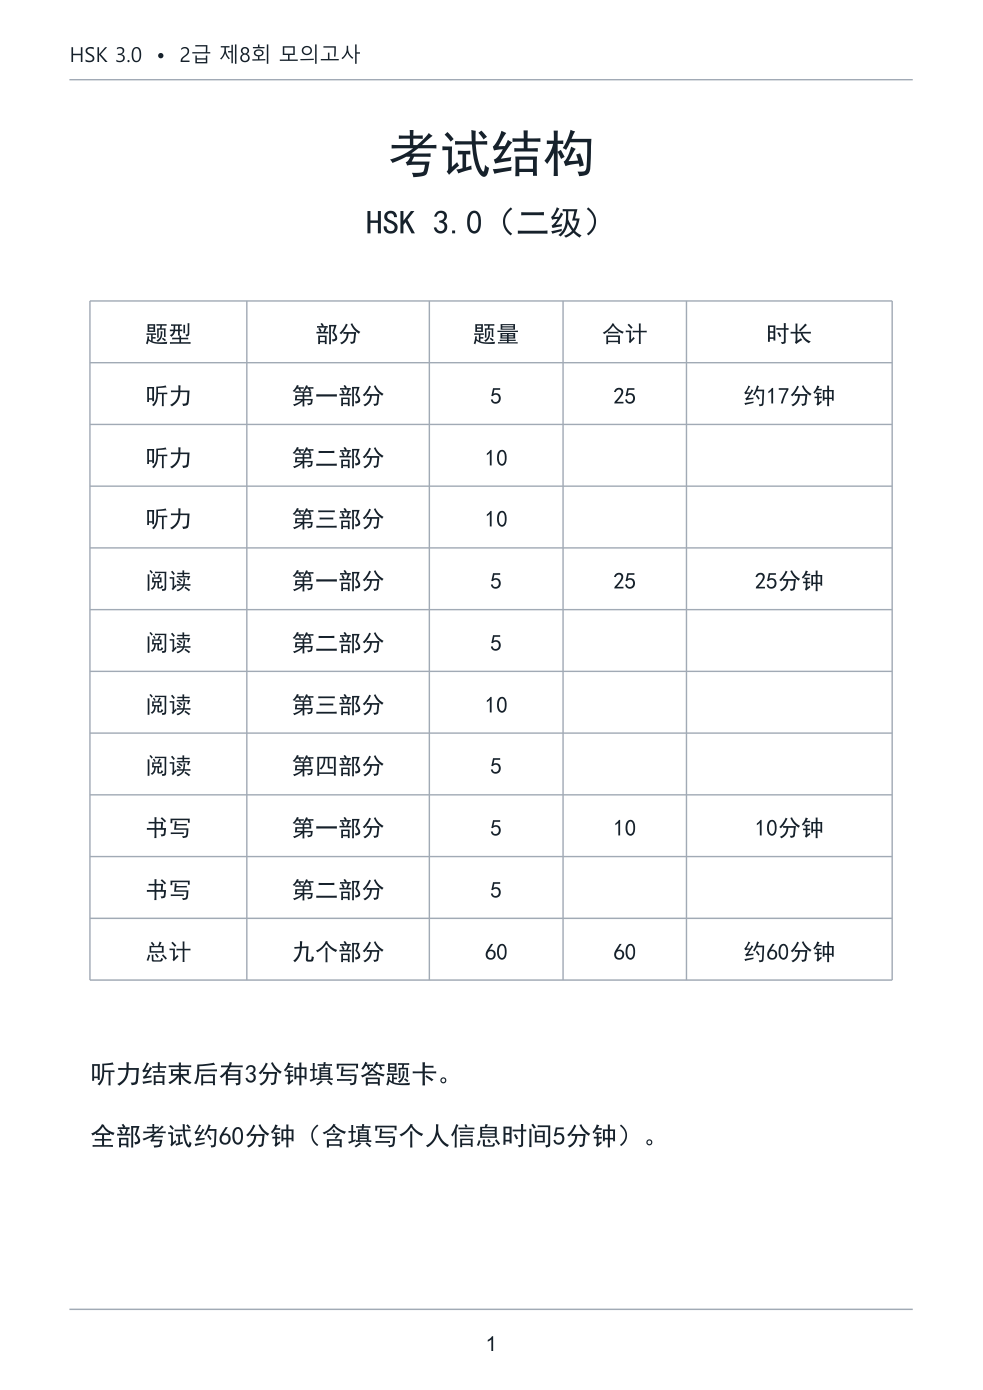 HSK 3.0 • 2급 제8회 모의고사
考试结构
HSK 3.0（二级）
题型 部分 题量 合计 时长
听力 第一部分 5 25 约17分钟
听力 第二部分 10
听力 第三部分 10
阅读 第一部分 5 25 25分钟
阅读 第二部分 5
阅读 第三部分 10
阅读 第四部分 5
书写 第一部分 5 10 10分钟
书写 第二部分 5
总计 九个部分 60 60 约60分钟
听力结束后有3分钟填写答题卡。
全部考试约60分钟（含填写个人信息时间5分钟）。
1